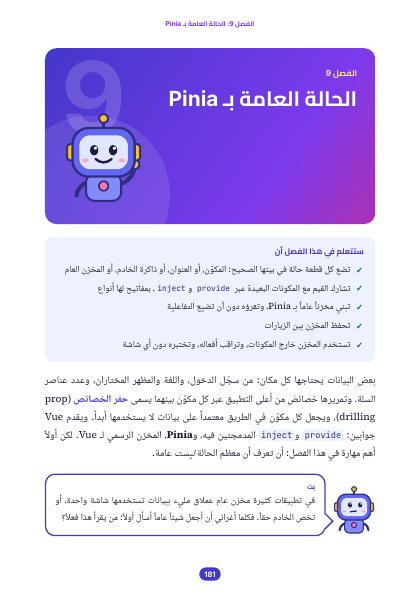 الفصل 9: الحالة العامة بـ Pinia
9
الفصل 9
الحالة العامة بـ Pinia
ستتعلم في هذا الفصل أن
✓ تضع كل قطعة حالة في بيتها الصحيح: المكوّن، أو العنوان، أو ذاكرة الخادم، أو المخزن العام
✓ تشارك القيم مع المكونات البعيدة عبر provide و inject ، بمفاتيح لها أنواع
✓ تبني مخزناً عاماً بـ Pinia، وتقرؤه دون أن تضيع التفاعلية
✓ تحفظ المخزن بين الزيارات
✓ تستخدم المخزن خارج المكونات، وتراقب أفعاله، وتختبره دون أي شاشة
بعض البيانات يحتاجها كل مكان: من سجّل الدخول، واللغة والمظهر المختاران، وعدد عناصر
السلة. وتمريرها خصائص من أعلى التطبيق عبر كل مكوّن بينهما يسمى حفر الخصائص (prop
drilling)، ويجعل كل مكوّن في الطريق معتمداً على بيانات لا يستخدمها أبداً. ويقدم Vue
جوابين: provide و inject المدمجتين فيه، وPinia، المخزن الرسمي لـ Vue. لكن أولاً
أهم مهارة في هذا الفصل: أن تعرف أن معظم الحالة ليست عامة.
بِت
في تطبيقات كثيرة مخزن عام عملاق مليء ببيانات تستخدمها شاشة واحدة، أو
تخص الخادم حقاً. فكلما أغراني أن أجعل شيئاً عاماً أسأل أولاً: من يقرأ هذا فعلاً؟
181